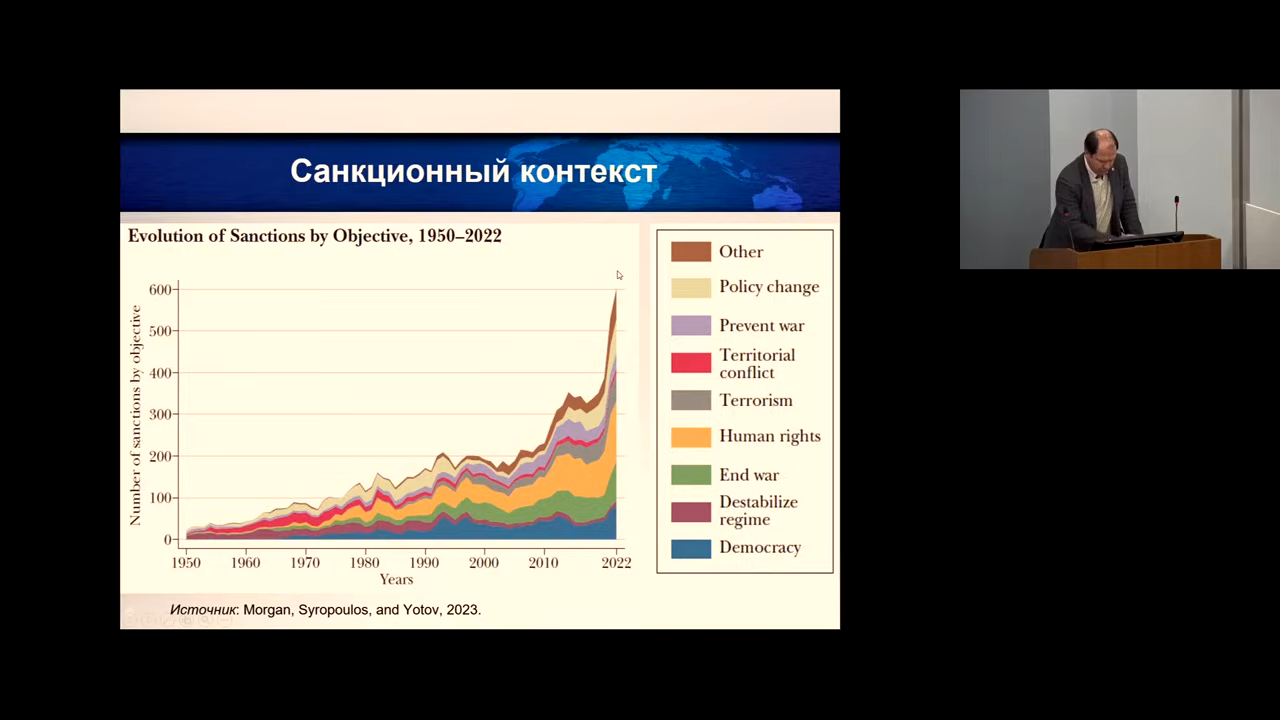 Санкционный контекст
Evolution of Sanctions by Objective, 1950–2022
Number of sanctions by objective
600
500
400
300
200
100
0
1950
1960
1970
1980
1990
2000
2010
2022
Years
Other
Policy change
Prevent war
Territorial
conflict
Terrorism
Human rights
End war
Destabilize
regime
Democracy
Источник: Morgan, Syropoulos, and Yotov, 2023.